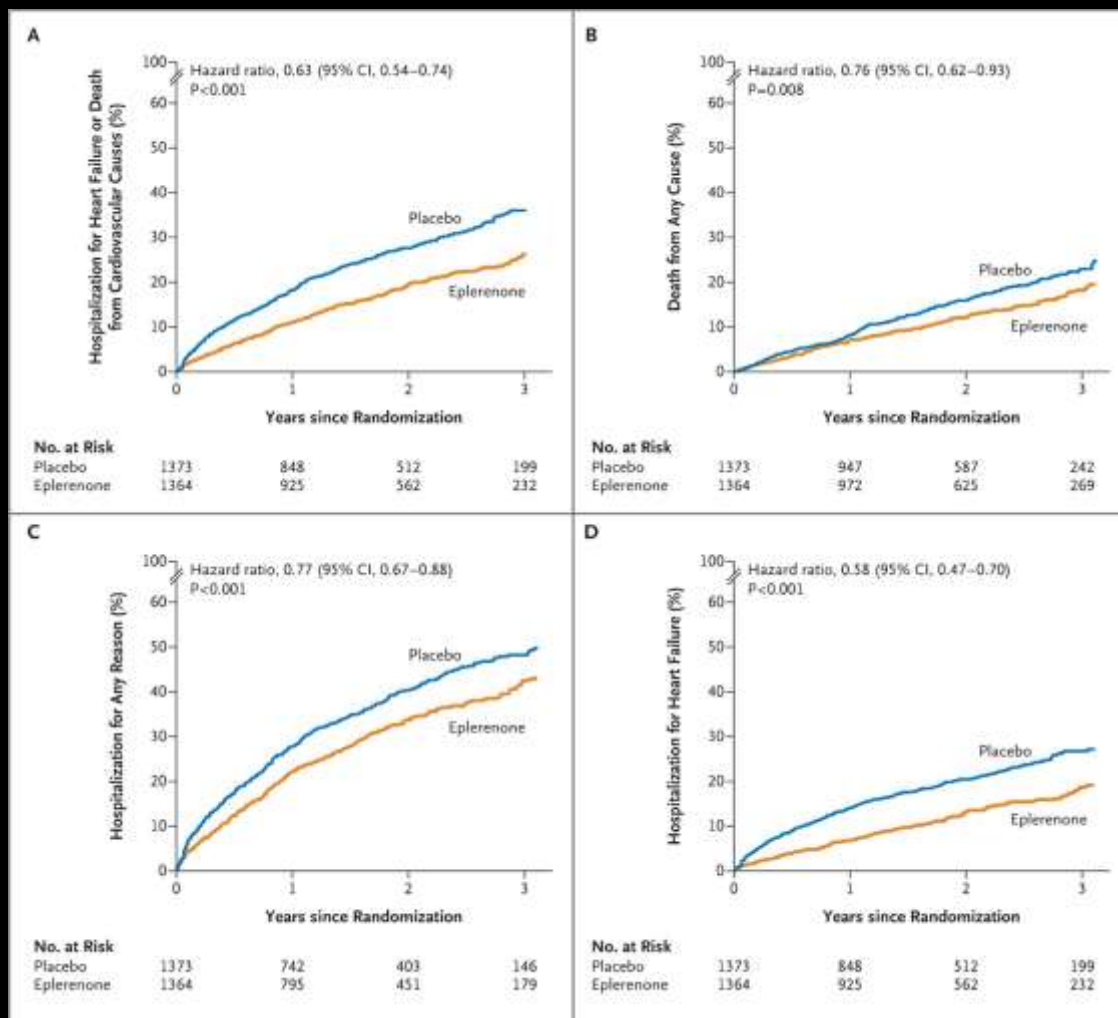 A
Hospitalization for Heart Failure or Death
from Cardiovascular Causes (%)
100
60
50
40
30
20
10
0
Hazard ratio, 0.63 (95% CI, 0.54–0.74)
P<0.001
Placebo
Eplerenone
0 1 2 3
Years since Randomization
No. at Risk
Placebo 1373 848 512 199
Eplerenone 1364 925 562 232
B
Death from Any Cause (%)
100
60
50
40
30
20
10
0
Hazard ratio, 0.76 (95% CI, 0.62–0.93)
P=0.008
Placebo
Eplerenone
0 1 2 3
Years since Randomization
No. at Risk
Placebo 1373 947 587 242
Eplerenone 1364 972 625 269
C
Hospitalization for Any Reason (%)
100
60
50
40
30
20
10
0
Hazard ratio, 0.77 (95% CI, 0.67–0.88)
P<0.001
Placebo
Eplerenone
0 1 2 3
Years since Randomization
No. at Risk
Placebo 1373 742 403 146
Eplerenone 1364 795 451 179
D
Hospitalization for Heart Failure (%)
100
60
50
40
30
20
10
0
Hazard ratio, 0.58 (95% CI, 0.47–0.70)
P<0.001
Placebo
Eplerenone
0 1 2 3
Years since Randomization
No. at Risk
Placebo 1373 848 512 199
Eplerenone 1364 925 562 232